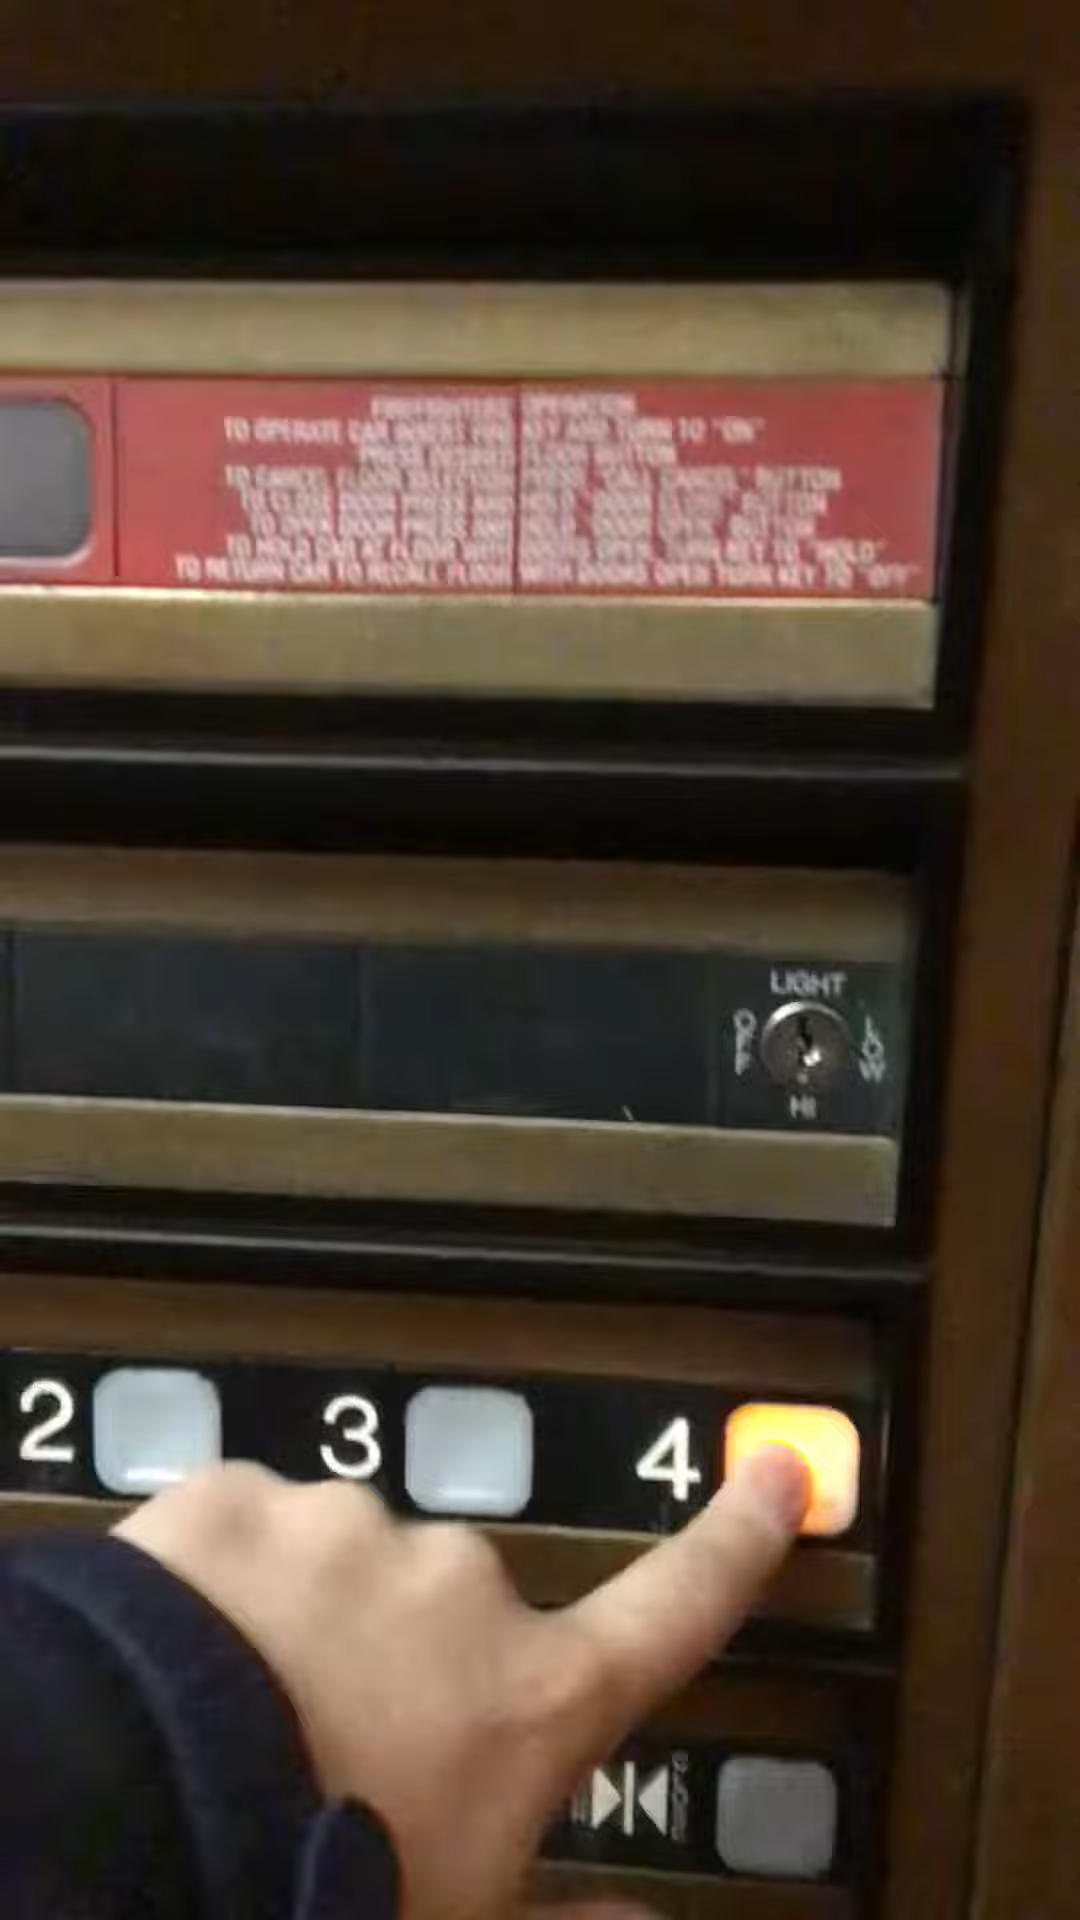 FIREFIGHTERS' OPERATION
TO OPERATE CAR INSERT FIRE KEY AND TURN TO "ON"
PRESS DESIRED FLOOR BUTTON
TO CANCEL FLOOR SELECTION PRESS "CALL CANCEL" BUTTON
TO CLOSE DOOR PRESS AND HOLD "DOOR CLOSE" BUTTON
TO OPEN DOOR PRESS AND HOLD "DOOR OPEN" BUTTON
TO HOLD CAR AT FLOOR WITH DOORS OPEN, TURN KEY TO "HOLD"
TO RETURN CAR TO RECALL FLOOR WITH DOORS OPEN TURN KEY TO "OFF"
LIGHT
OFF
LOW
HI
2
3
4